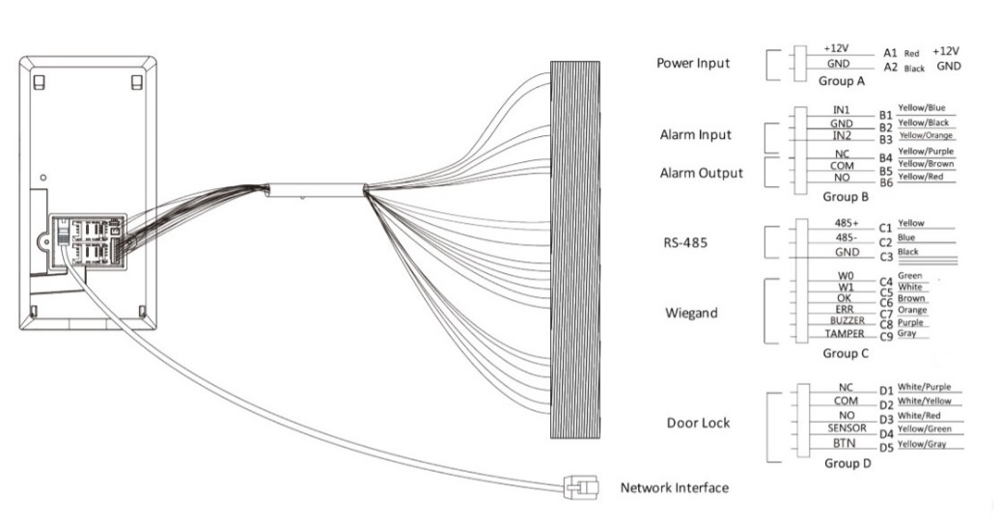 Power Input
+12V A1 Red +12V
GND A2 Black GND
Group A
Alarm Input
Alarm Output
IN1 B1 Yellow/Blue
GND B2 Yellow/Black
IN2 B3 Yellow/Orange
NC B4 Yellow/Purple
COM B5 Yellow/Brown
NO B6 Yellow/Red
Group B
RS-485
485+ C1 Yellow
485- C2 Blue
GND C3 Black
Wiegand
W0 C4 Green
W1 C5 White
OK C6 Brown
ERR C7 Orange
BUZZER C8 Purple
TAMPER C9 Gray
Group C
Door Lock
NC D1 White/Purple
COM D2 White/Yellow
NO D3 White/Red
SENSOR D4 Yellow/Green
BTN D5 Yellow/Gray
Group D
Network Interface